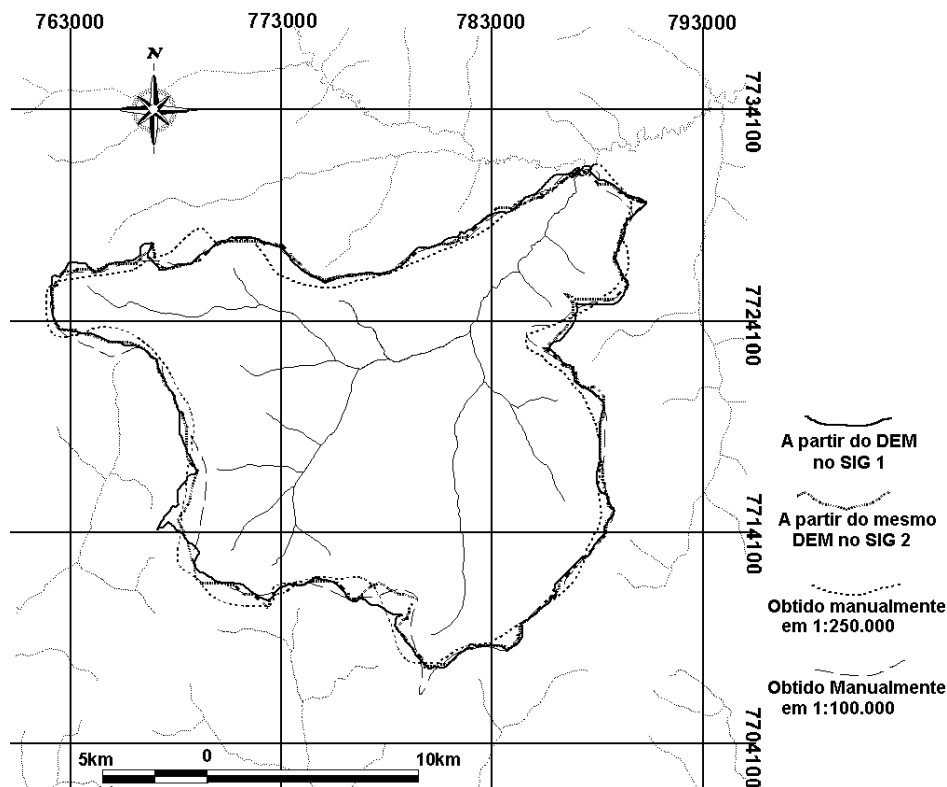 763000
773000
783000
793000
N
7734100
7724100
7714100
7704100
A partir do DEM
no SIG 1
A partir do mesmo
DEM no SIG 2
Obtido manualmente
em 1:250.000
Obtido Manualmente
em 1:100.000
5km
0
10km